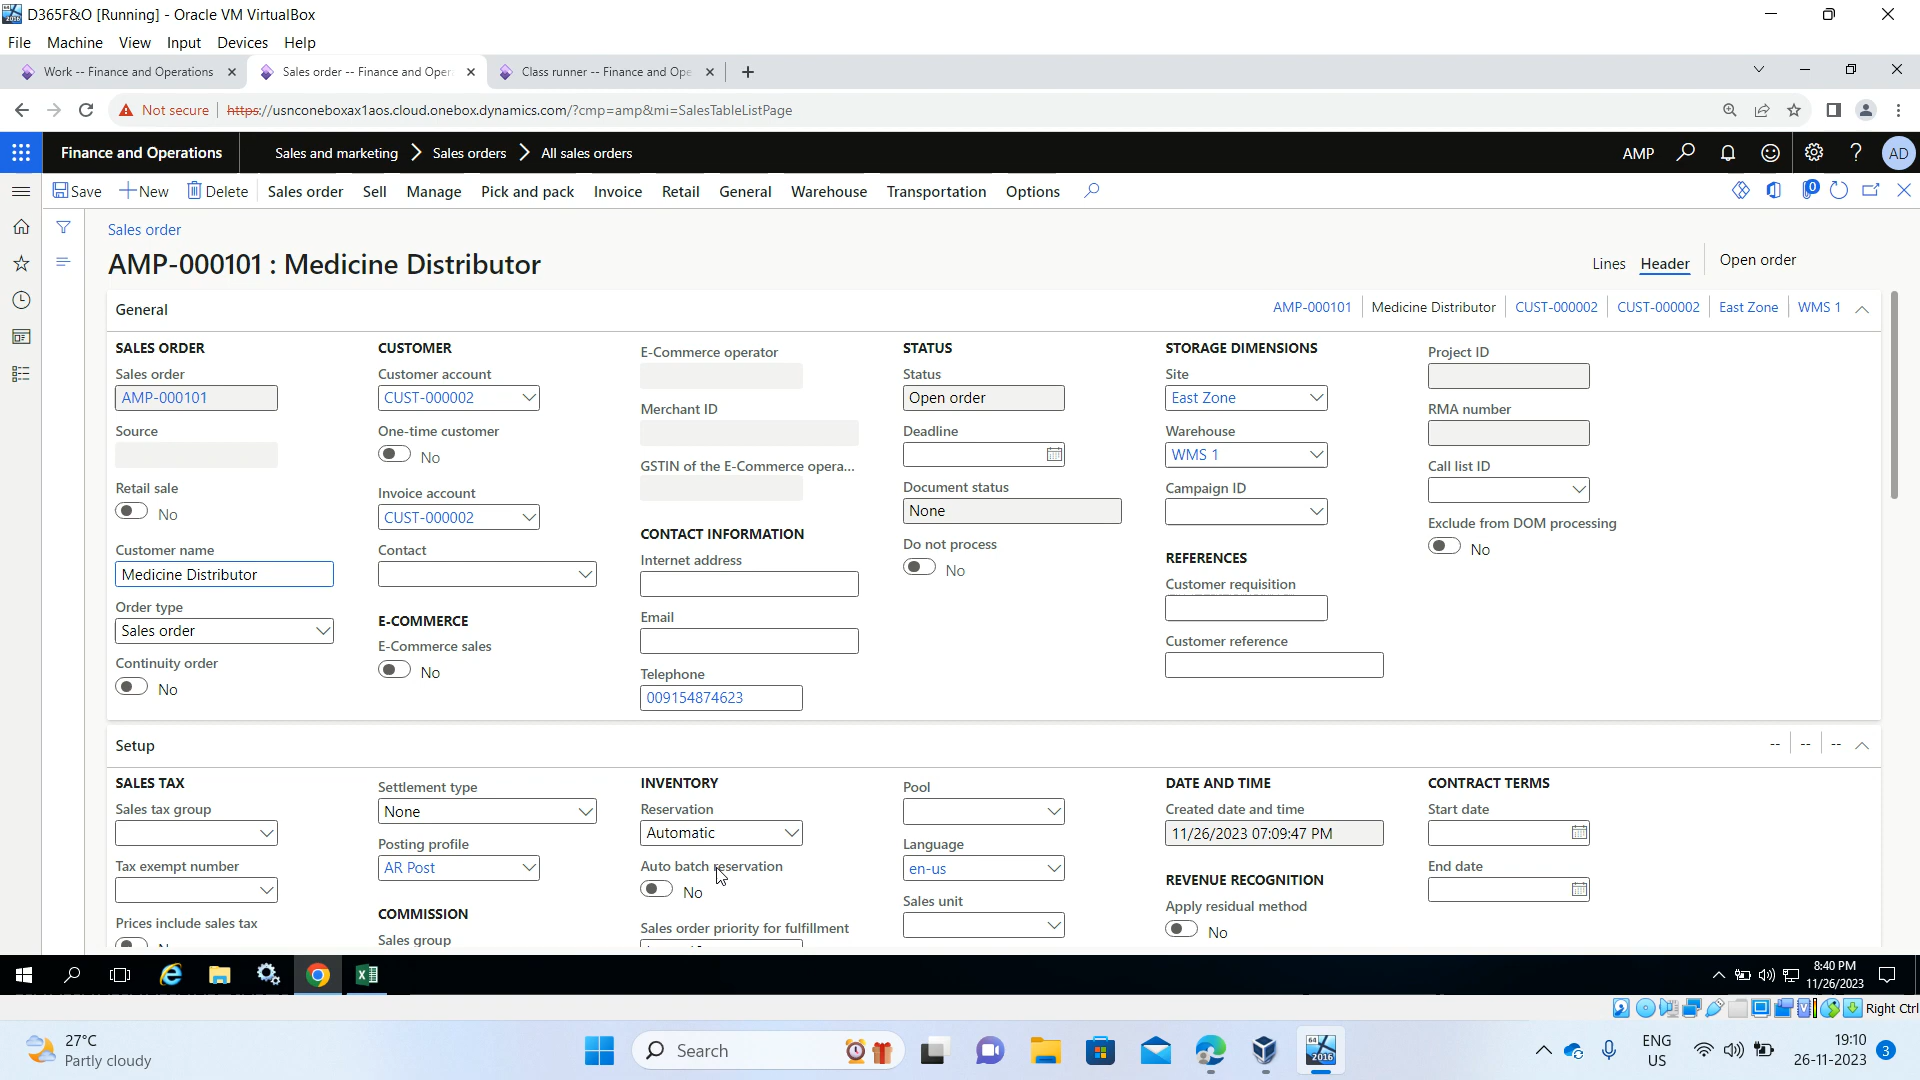 D365F&O [Running] - Oracle VM VirtualBox
File Machine View Input Devices Help
Work -- Finance and Operations
Sales order -- Finance and Oper
Class runner -- Finance and Ope
Not secure https://usnconeboxax1aos.cloud.onebox.dynamics.com/?cmp=amp&mi=SalesTableListPage
Finance and Operations Sales and marketing Sales orders All sales orders AMP ? AD
Save New Delete Sales order Sell Manage Pick and pack Invoice Retail General Warehouse Transportation Options 0
Sales order
AMP-000101 : Medicine Distributor
Lines Header Open order
General AMP-000101 Medicine Distributor CUST-000002 CUST-000002 East Zone WMS 1
SALES ORDER
Sales order
AMP-000101
Source
Retail sale
No
Customer name
Medicine Distributor
Order type
Sales order
Continuity order
No
CUSTOMER
Customer account
CUST-000002
One-time customer
No
Invoice account
CUST-000002
Contact
E-COMMERCE
E-Commerce sales
No
E-Commerce operator
Merchant ID
GSTIN of the E-Commerce opera...
CONTACT INFORMATION
Internet address
Email
Telephone
009154874623
STATUS
Status
Open order
Deadline
Document status
None
Do not process
No
STORAGE DIMENSIONS
Site
East Zone
Warehouse
WMS 1
Campaign ID
REFERENCES
Customer requisition
Customer reference
Project ID
RMA number
Call list ID
Exclude from DOM processing
No
Setup -- -- --
SALES TAX
Sales tax group
Tax exempt number
Prices include sales tax
Settlement type
None
Posting profile
AR Post
COMMISSION
Sales group
INVENTORY
Reservation
Automatic
Auto batch reservation
No
Sales order priority for fulfillment
Pool
Language
en-us
Sales unit
DATE AND TIME
Created date and time
11/26/2023 07:09:47 PM
REVENUE RECOGNITION
Apply residual method
No
CONTRACT TERMS
Start date
End date
8:40 PM
11/26/2023
Right Ctrl
27°C
Partly cloudy
Search
64
2016
ENG
US
19:10
26-11-2023
3